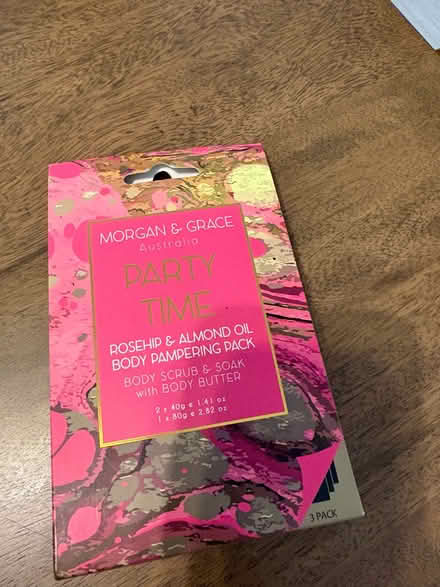 MORGAN & GRACE
Australia
PARTY
TIME
ROSEHIP & ALMOND OIL
BODY PAMPERING PACK
BODY SCRUB & SOAK
with BODY BUTTER
2 x 40g e 1.41 oz
1 x 80g e 2.82 oz
3 PACK